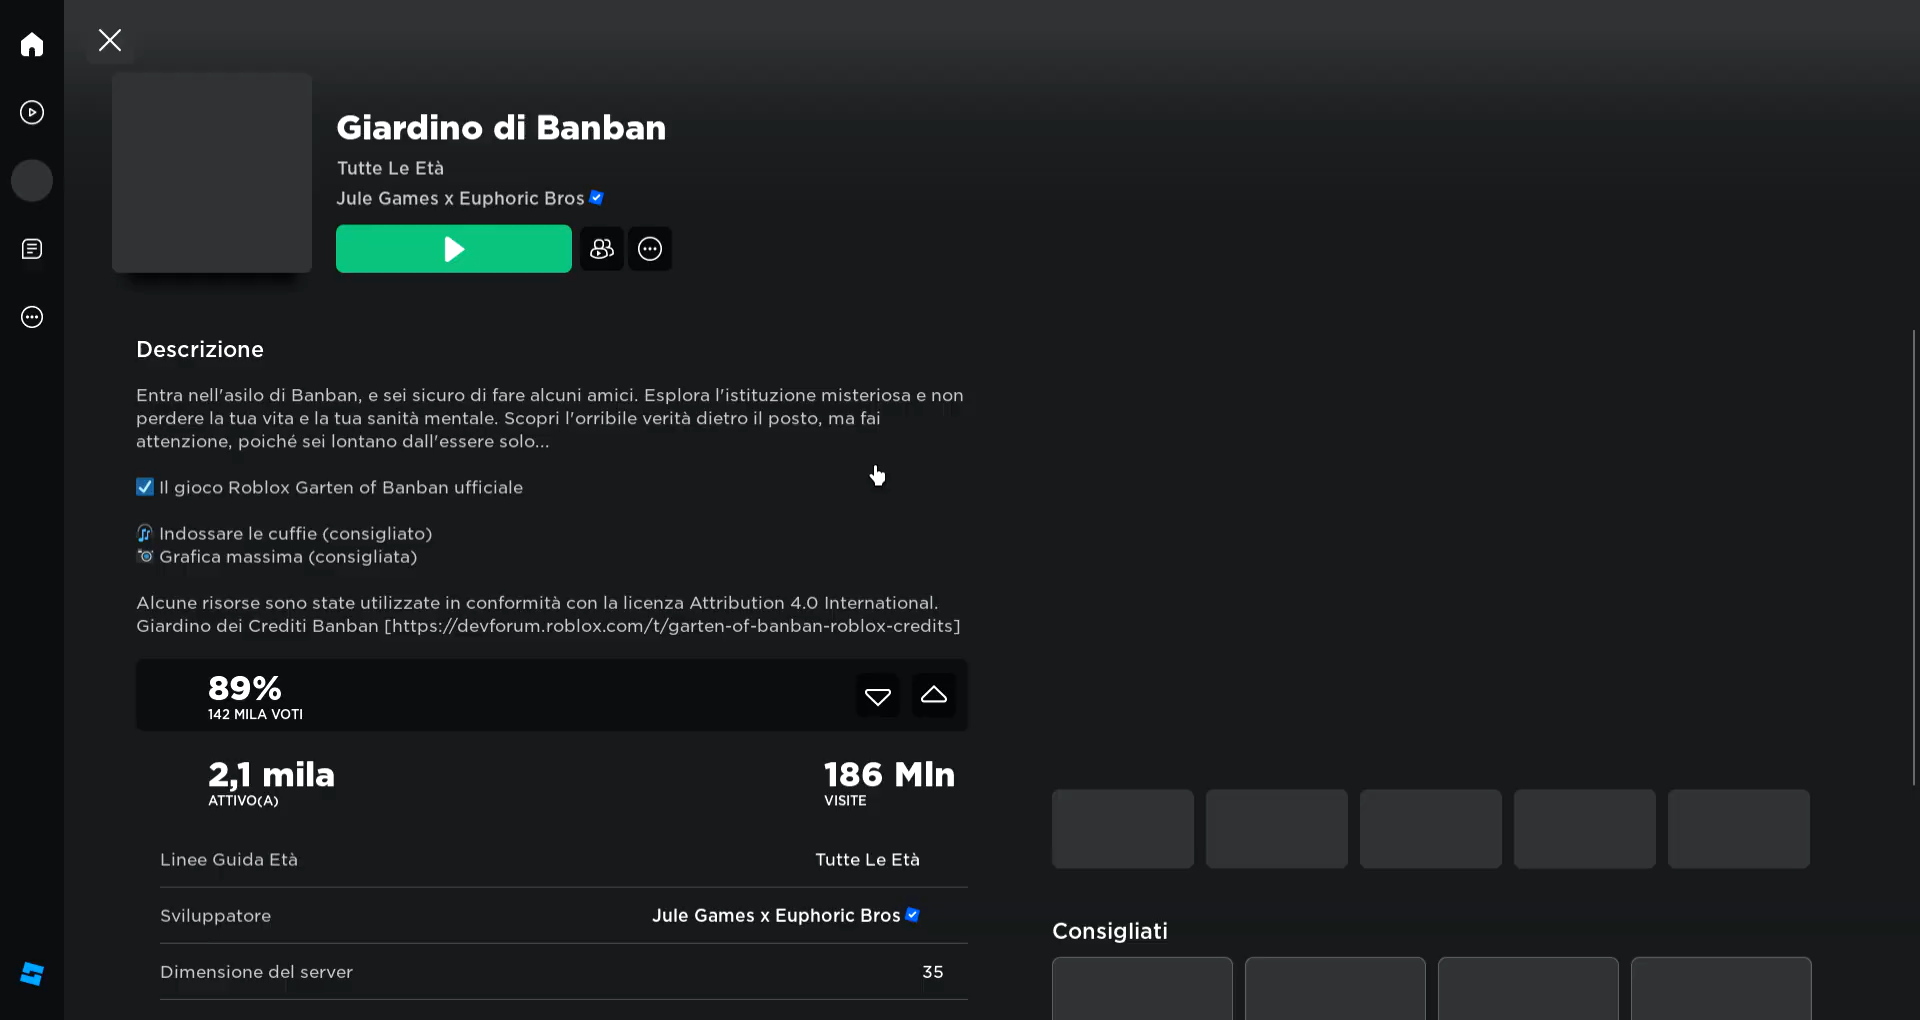 Giardino di Banban
Tutte Le Età
Jule Games x Euphoric Bros
Descrizione
Entra nell'asilo di Banban, e sei sicuro di fare alcuni amici. Esplora l'istituzione misteriosa e non
perdere la tua vita e la tua sanità mentale. Scopri l'orribile verità dietro il posto, ma fai
attenzione, poiché sei lontano dall'essere solo...
☑ Il gioco Roblox Garten of Banban ufficiale
🎧 Indossare le cuffie (consigliato)
📷 Grafica massima (consigliata)
Alcune risorse sono state utilizzate in conformità con la licenza Attribution 4.0 International.
Giardino dei Crediti Banban [https://devforum.roblox.com/t/garten-of-banban-roblox-credits]
89%
142 MILA VOTI
2,1 mila
ATTIVO(A)
186 Mln
VISITE
Linee Guida Età
Tutte Le Età
Sviluppatore
Jule Games x Euphoric Bros
Dimensione del server
35
Consigliati